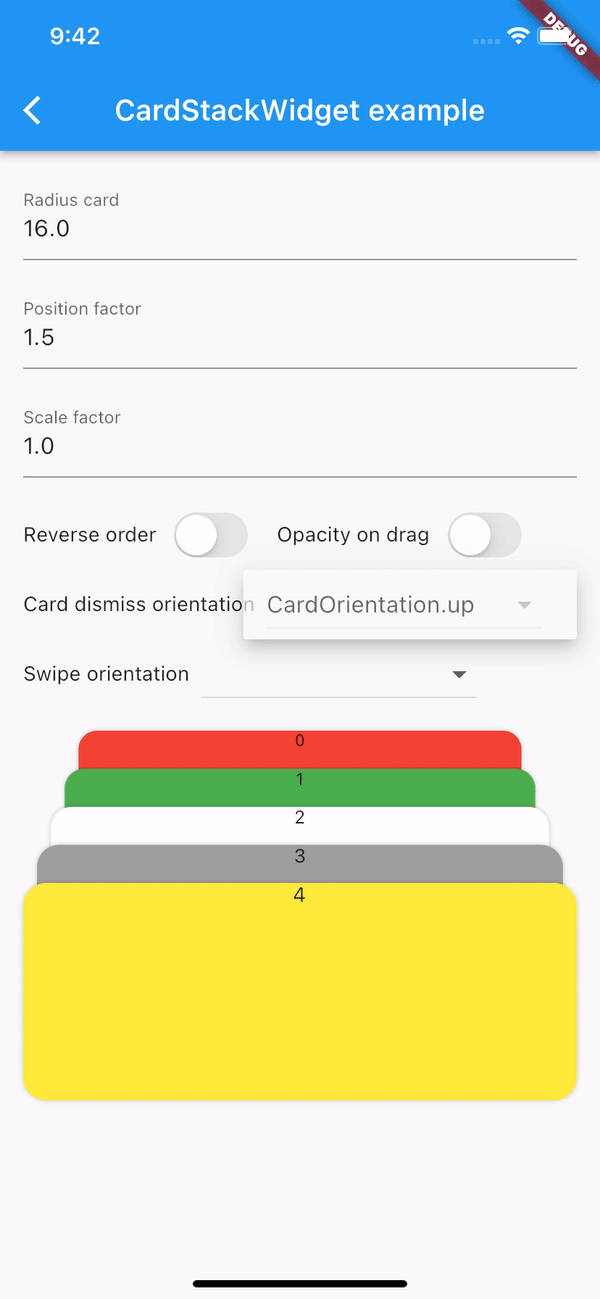 9:42
DEBUG
CardStackWidget example
Radius card
16.0
Position factor
1.5
Scale factor
1.0
Reverse order Opacity on drag
Card dismiss orientation CardOrientation.up
Swipe orientation
0
1
2
3
4